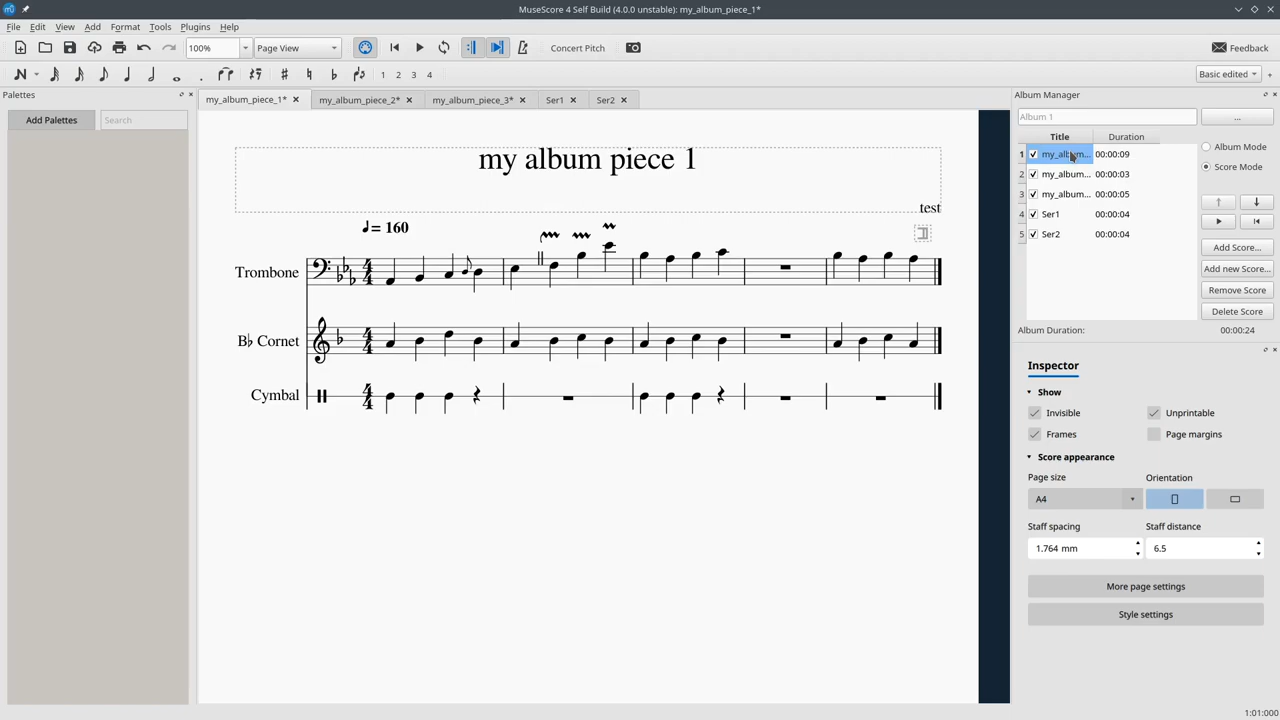 MuseScore 4 Self Build (4.0.0 unstable): my_album_piece_1*
File Edit View Add Format Tools Plugins Help
100% Page View Concert Pitch Feedback
1 2 3 4 Basic edited
Palettes
Add Palettes Search
my_album_piece_1* my_album_piece_2* my_album_piece_3* Ser1 Ser2
my album piece 1
test
= 160
Trombone
B♭ Cornet
Cymbal
Album Manager
Album 1 ...
Title Duration
1 my_album... 00:00:09
2 my_album... 00:00:03
3 my_album... 00:00:05
4 Ser1 00:00:04
5 Ser2 00:00:04
Album Mode
Score Mode
Add Score...
Add new Score...
Remove Score
Delete Score
Album Duration: 00:00:24
Inspector
Show
Invisible Unprintable
Frames Page margins
Score appearance
Page size Orientation
A4
Staff spacing Staff distance
1.764 mm 6.5
More page settings
Style settings
1:01:000